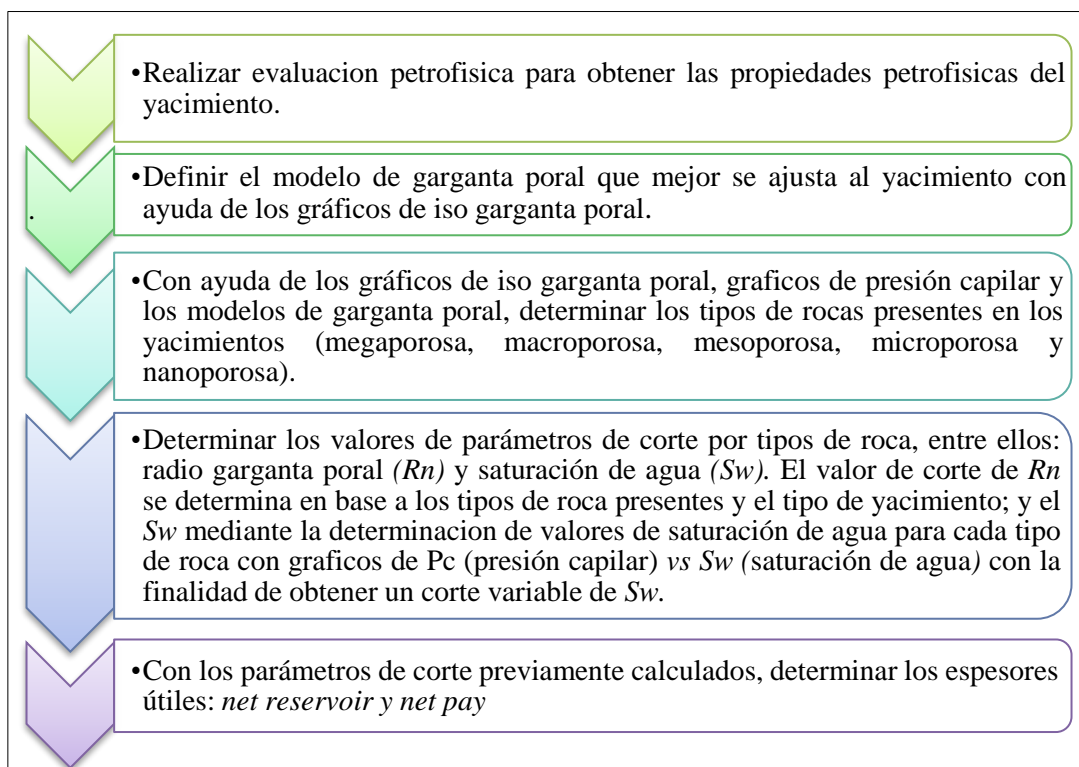 •Realizar evaluacion petrofisica para obtener las propiedades petrofisicas del
yacimiento.
•Definir el modelo de garganta poral que mejor se ajusta al yacimiento con
ayuda de los gráficos de iso garganta poral.
.
•Con ayuda de los gráficos de iso garganta poral, graficos de presión capilar y
los modelos de garganta poral, determinar los tipos de rocas presentes en los
yacimientos (megaporosa, macroporosa, mesoporosa, microporosa y
nanoporosa).
•Determinar los valores de parámetros de corte por tipos de roca, entre ellos:
radio garganta poral (Rn) y saturación de agua (Sw). El valor de corte de Rn
se determina en base a los tipos de roca presentes y el tipo de yacimiento; y el
Sw mediante la determinacion de valores de saturación de agua para cada tipo
de roca con graficos de Pc (presión capilar) vs Sw (saturación de agua) con la
finalidad de obtener un corte variable de Sw.
•Con los parámetros de corte previamente calculados, determinar los espesores
útiles: net reservoir y net pay